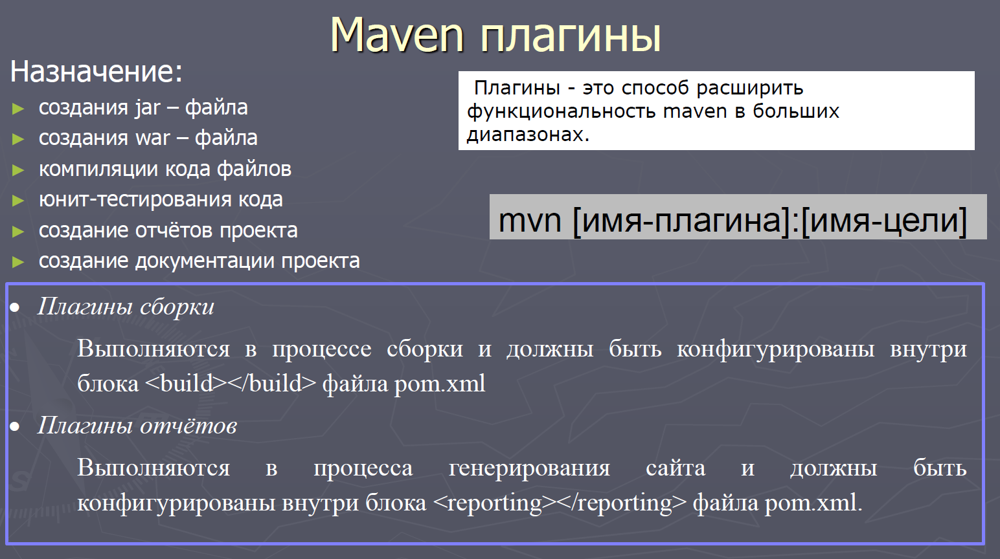 Maven плагины
Назначение:
► создания jar – файла
► создания war – файла
► компиляции кода файлов
► юнит-тестирования кода
► создание отчётов проекта
► создание документации проекта
Плагины - это способ расширить
функциональность maven в больших
диапазонах.
mvn [имя-плагина]:[имя-цели]
• Плагины сборки
Выполняются в процессе сборки и должны быть конфигурированы внутри
блока <build></build> файла pom.xml
• Плагины отчётов
Выполняются в процесса генерирования сайта и должны быть
конфигурированы внутри блока <reporting></reporting> файла pom.xml.
S